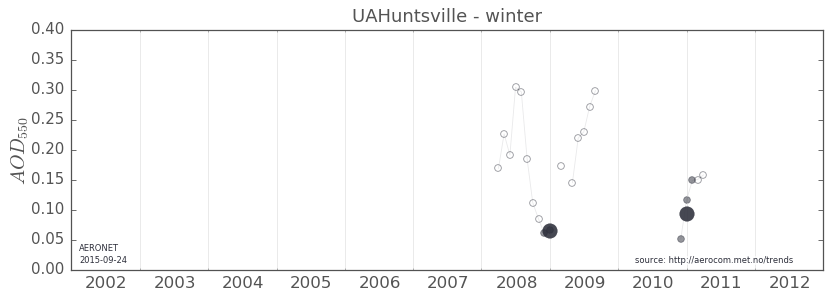 UAHuntsville - winter
0.40
0.35
0.30
0.25
0.20
0.15
0.10
0.05
0.00
AOD550
AERONET
2015-09-24
source: http://aerocom.met.no/trends
2002 2003 2004 2005 2006 2007 2008 2009 2010 2011 2012